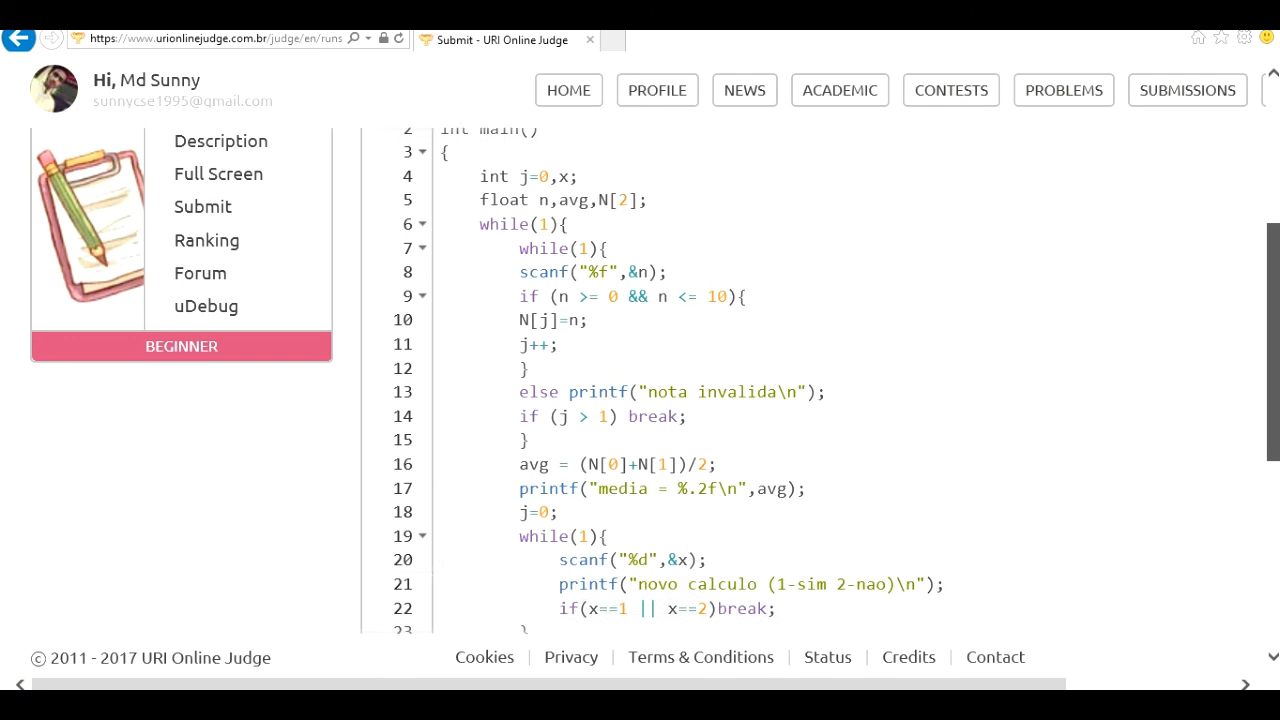 https://www.urionlinejudge.com.br/judge/en/runs
Submit - URI Online Judge
Hi, Md Sunny
sunnycse1995@gmail.com
HOME
PROFILE
NEWS
ACADEMIC
CONTESTS
PROBLEMS
SUBMISSIONS
Description
Full Screen
Submit
Ranking
Forum
uDebug
BEGINNER
2 int main()
3 {
4 int j=0,x;
5 float n,avg,N[2];
6 while(1){
7 while(1){
8 scanf("%f",&n);
9 if (n >= 0 && n <= 10){
10 N[j]=n;
11 j++;
12 }
13 else printf("nota invalida\n");
14 if (j > 1) break;
15 }
16 avg = (N[0]+N[1])/2;
17 printf("media = %.2f\n",avg);
18 j=0;
19 while(1){
20 scanf("%d",&x);
21 printf("novo calculo (1-sim 2-nao)\n");
22 if(x==1 || x==2)break;
23 }
© 2011 - 2017 URI Online Judge
Cookies
Privacy
Terms & Conditions
Status
Credits
Contact